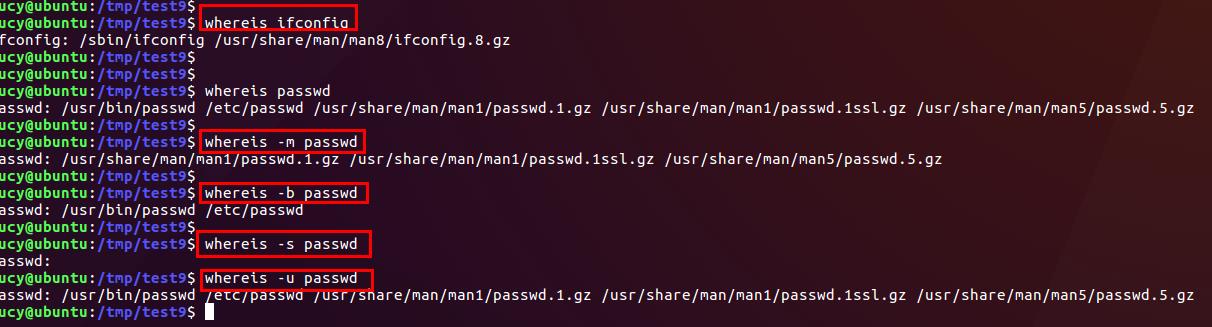 ucy@ubuntu:/tmp/test9$
ucy@ubuntu:/tmp/test9$ whereis ifconfig
fconfig: /sbin/ifconfig /usr/share/man/man8/ifconfig.8.gz
ucy@ubuntu:/tmp/test9$
ucy@ubuntu:/tmp/test9$
ucy@ubuntu:/tmp/test9$ whereis passwd
asswd: /usr/bin/passwd /etc/passwd /usr/share/man/man1/passwd.1.gz /usr/share/man/man1/passwd.1ssl.gz /usr/share/man/man5/passwd.5.gz
ucy@ubuntu:/tmp/test9$
ucy@ubuntu:/tmp/test9$ whereis -m passwd
asswd: /usr/share/man/man1/passwd.1.gz /usr/share/man/man1/passwd.1ssl.gz /usr/share/man/man5/passwd.5.gz
ucy@ubuntu:/tmp/test9$
ucy@ubuntu:/tmp/test9$ whereis -b passwd
asswd: /usr/bin/passwd /etc/passwd
ucy@ubuntu:/tmp/test9$
ucy@ubuntu:/tmp/test9$ whereis -s passwd
asswd:
ucy@ubuntu:/tmp/test9$ whereis -u passwd
asswd: /usr/bin/passwd /etc/passwd /usr/share/man/man1/passwd.1.gz /usr/share/man/man1/passwd.1ssl.gz /usr/share/man/man5/passwd.5.gz
ucy@ubuntu:/tmp/test9$